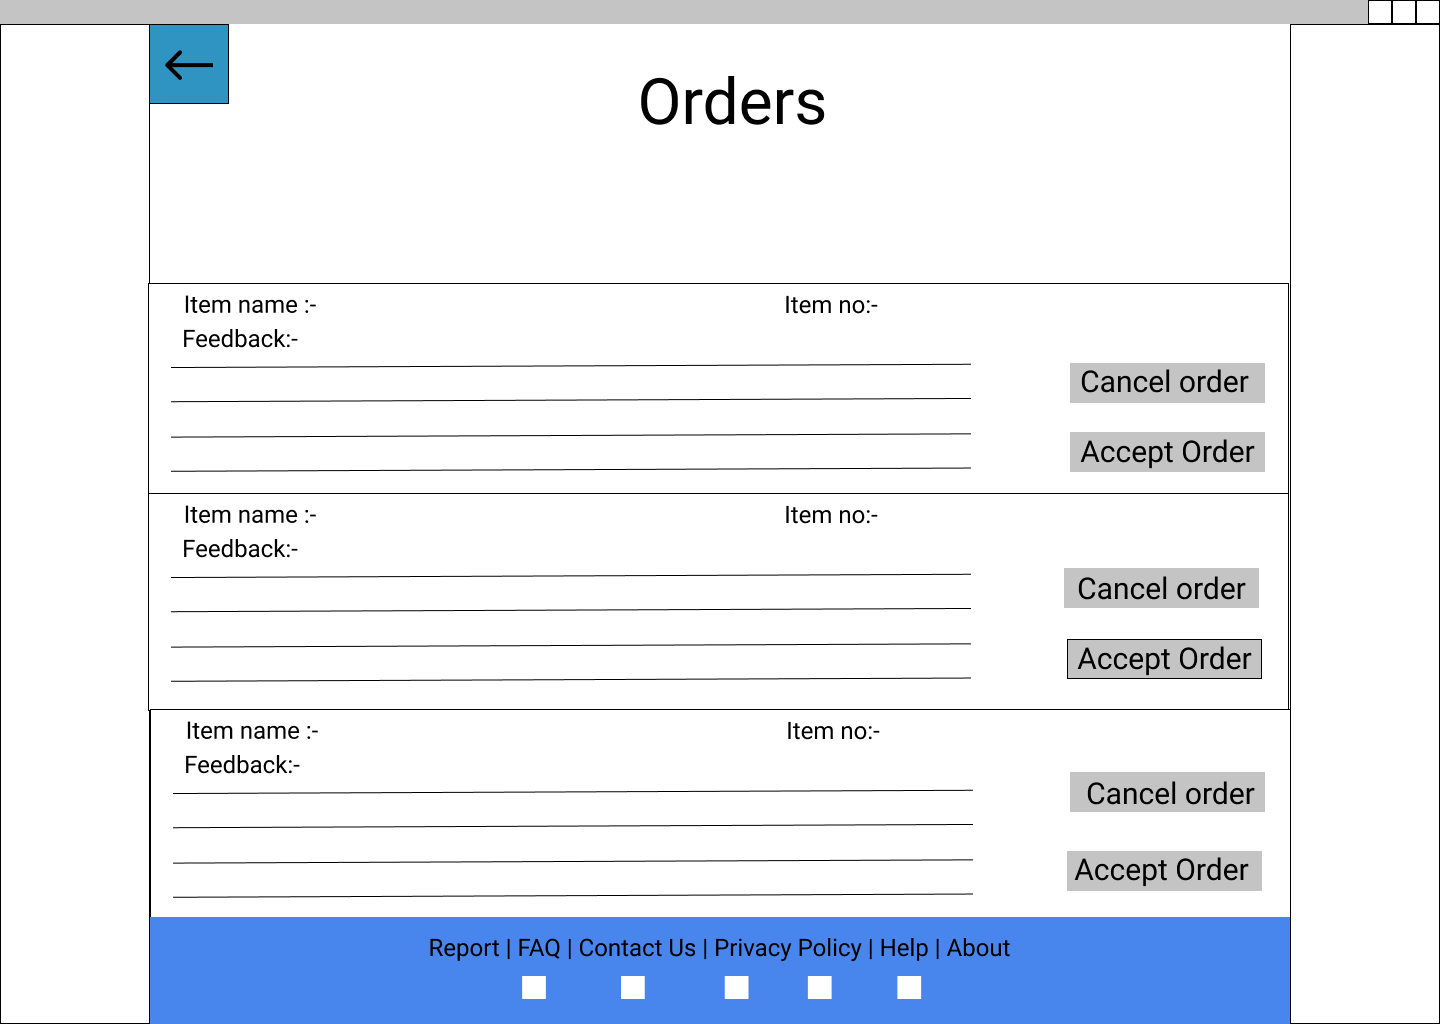 Orders
Item name :-
Item no:-
Feedback:-
Cancel order
Accept Order
Item name :-
Item no:-
Feedback:-
Cancel order
Accept Order
Item name :-
Item no:-
Feedback:-
Cancel order
Accept Order
Report | FAQ | Contact Us | Privacy Policy | Help | About